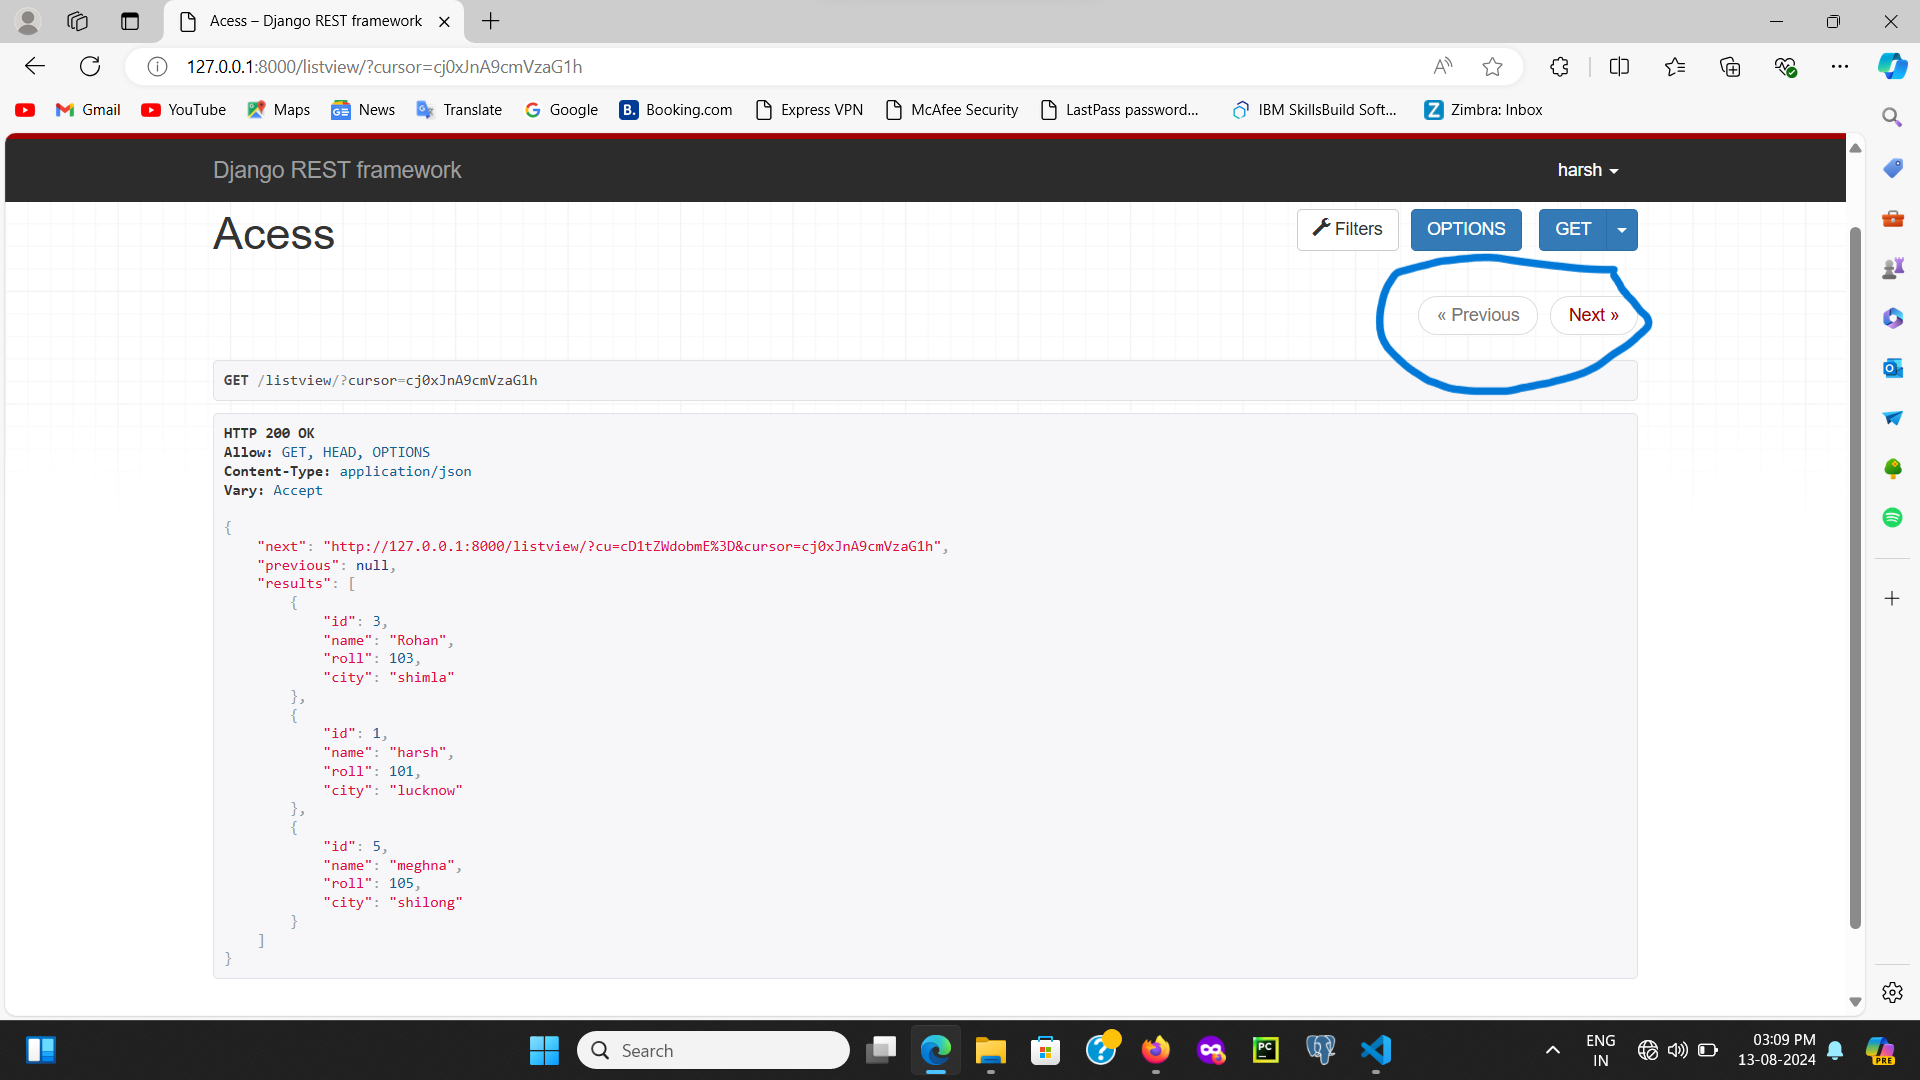 Acess – Django REST framework
127.0.0.1:8000/listview/?cursor=cj0xJnA9cmVzaG1h
Gmail YouTube Maps News Translate Google B. Booking.com Express VPN McAfee Security LastPass password... IBM SkillsBuild Soft... Z Zimbra: Inbox
Django REST framework harsh
Acess Filters OPTIONS GET
« Previous Next »
GET /listview/?cursor=cj0xJnA9cmVzaG1h
HTTP 200 OK
Allow: GET, HEAD, OPTIONS
Content-Type: application/json
Vary: Accept
{
"next": "http://127.0.0.1:8000/listview/?cu=cD1tZWdobmE%3D&cursor=cj0xJnA9cmVzaG1h",
"previous": null,
"results": [
{
"id": 3,
"name": "Rohan",
"roll": 103,
"city": "shimla"
},
{
"id": 1,
"name": "harsh",
"roll": 101,
"city": "lucknow"
},
{
"id": 5,
"name": "meghna",
"roll": 105,
"city": "shilong"
}
]
}
Search PC ENG 03:09 PM
IN 13-08-2024 PRE